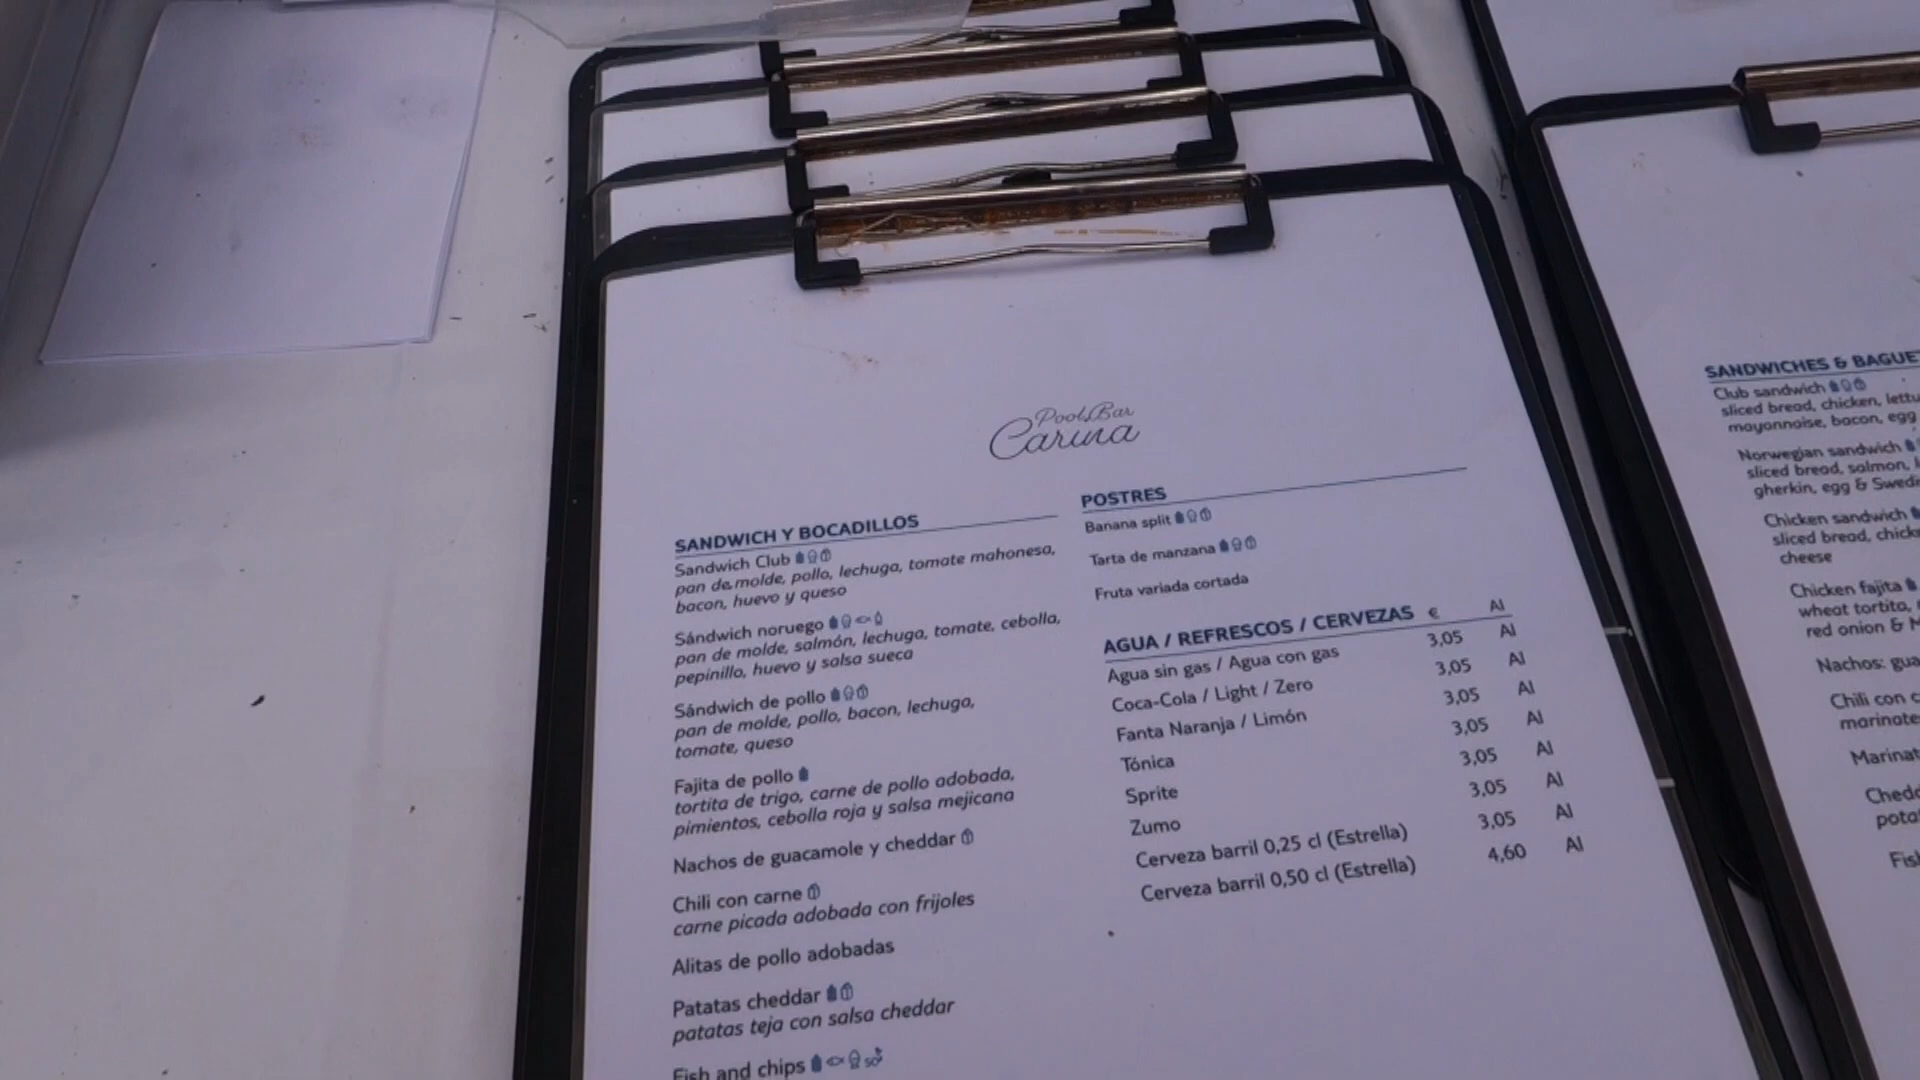 Pool Bar
Carina
SANDWICH Y BOCADILLOS
Sandwich Club
pan de molde, pollo, lechuga, tomate mahonesa,
bacon, huevo y queso
Sándwich noruego
pan de molde, salmón, lechuga, tomate, cebolla,
pepinillo, huevo y salsa sueca
Sándwich de pollo
pan de molde, pollo, bacon, lechuga,
tomate, queso
Fajita de pollo
tortita de trigo, carne de pollo adobada,
pimientos, cebolla roja y salsa mejicana
Nachos de guacamole y cheddar
Chili con carne
carne picada adobada con frijoles
Alitas de pollo adobadas
Patatas cheddar
patatas teja con salsa cheddar
Fish and chips
POSTRES
Banana split
Tarta de manzana
Fruta variada cortada
AGUA / REFRESCOS / CERVEZAS € AI
Agua sin gas / Agua con gas 3,05 AI
Coca-Cola / Light / Zero 3,05 AI
Fanta Naranja / Limón 3,05 AI
Tónica 3,05 AI
Sprite 3,05 AI
Zumo 3,05 AI
Cerveza barril 0,25 cl (Estrella) 3,05 AI
Cerveza barril 0,50 cl (Estrella) 4,60 AI
SANDWICHES & BAGUE
Club sandwich
sliced bread, chicken, lettu
mayonnaise, bacon, egg
Norwegian sandwich
sliced bread, salmon,
gherkin, egg & Swed
Chicken sandwich
sliced bread, chick
cheese
Chicken fajita
wheat tortita,
red onion & M
Nachos: gua
Chili con c
marinate
Marinat
Chedd
potat
Fish